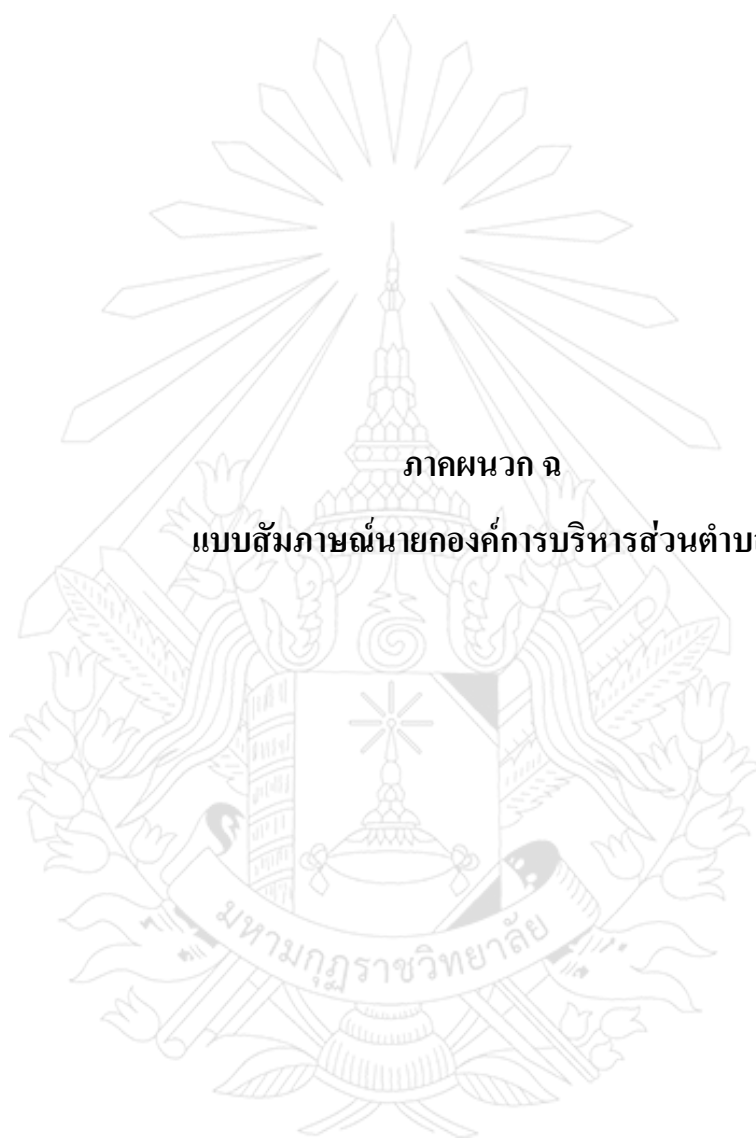 ภาคผนวก ฉ
แบบสัมภาษณ์นายกองค์การบริหารส่วนตำบ
มหามกุฏราชวิทยาลัย